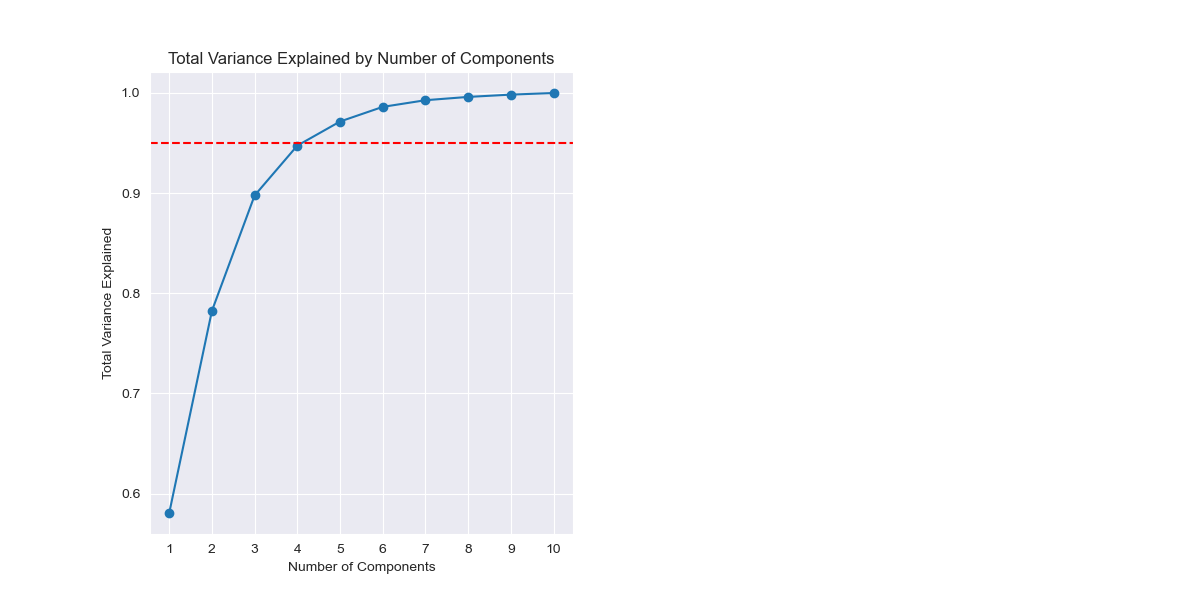 Total Variance Explained by Number of Components
1.0
0.9
0.8
0.7
0.6
Total Variance Explained
1 2 3 4 5 6 7 8 9 10
Number of Components